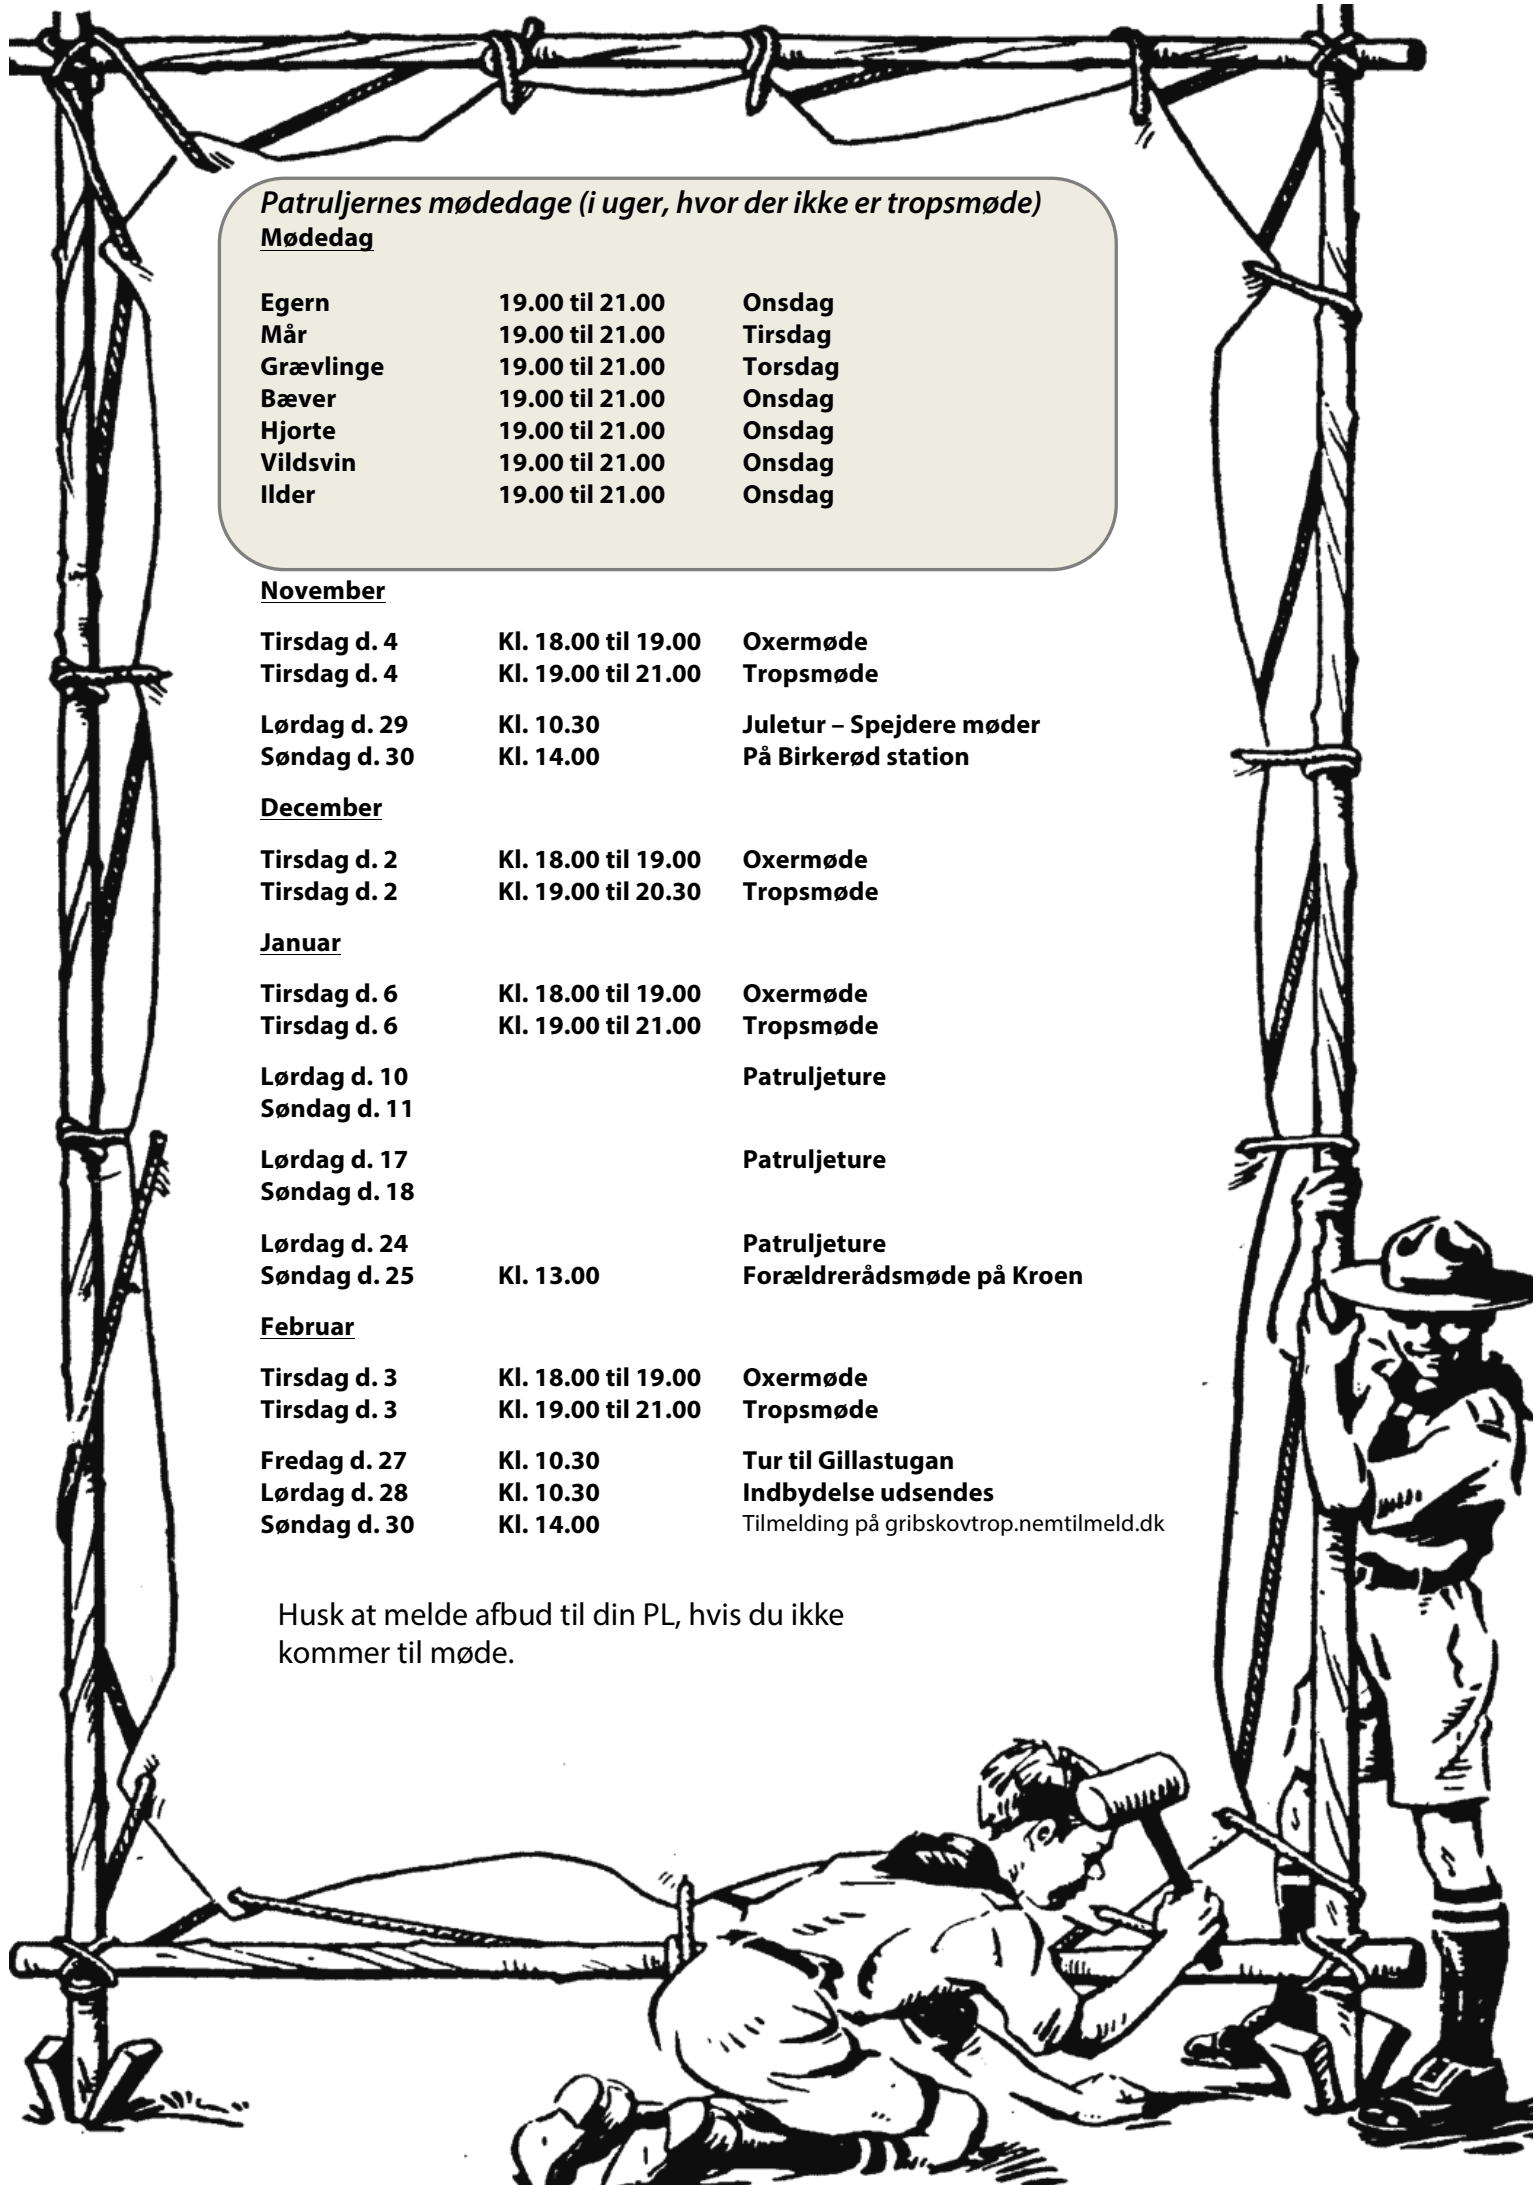 Patruljernes mødedage (i uger, hvor der ikke er tropsmøde)
Mødedag
Egern 19.00 til 21.00 Onsdag
Mår 19.00 til 21.00 Tirsdag
Grævlinge 19.00 til 21.00 Torsdag
Bæver 19.00 til 21.00 Onsdag
Hjorte 19.00 til 21.00 Onsdag
Vildsvin 19.00 til 21.00 Onsdag
Ilder 19.00 til 21.00 Onsdag
November
Tirsdag d. 4 Kl. 18.00 til 19.00 Oxermøde
Tirsdag d. 4 Kl. 19.00 til 21.00 Tropsmøde
Lørdag d. 29 Kl. 10.30 Juletur – Spejdere møder
Søndag d. 30 Kl. 14.00 På Birkerød station
December
Tirsdag d. 2 Kl. 18.00 til 19.00 Oxermøde
Tirsdag d. 2 Kl. 19.00 til 20.30 Tropsmøde
Januar
Tirsdag d. 6 Kl. 18.00 til 19.00 Oxermøde
Tirsdag d. 6 Kl. 19.00 til 21.00 Tropsmøde
Lørdag d. 10 Patruljeture
Søndag d. 11
Lørdag d. 17 Patruljeture
Søndag d. 18
Lørdag d. 24 Patruljeture
Søndag d. 25 Kl. 13.00 Forældrerådsmøde på Kroen
Februar
Tirsdag d. 3 Kl. 18.00 til 19.00 Oxermøde
Tirsdag d. 3 Kl. 19.00 til 21.00 Tropsmøde
Fredag d. 27 Kl. 10.30 Tur til Gillastugan
Lørdag d. 28 Kl. 10.30 Indbydelse udsendes
Søndag d. 30 Kl. 14.00 Tilmelding på gribskovtrop.nemtilmeld.dk
Husk at melde afbud til din PL, hvis du ikke
kommer til møde.